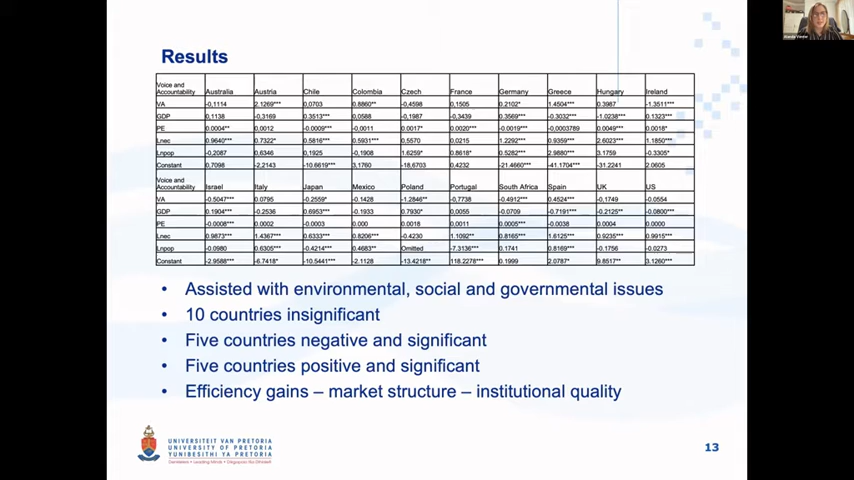 Results
Voice and Accountability Australia Austria Chile Colombia Czech France Germany Greece Hungary Ireland
VA -0,1114 2,1269*** 0,0703 0,8860** -0,4598 0,1505 0,2102* 1,4504*** 0,3987 -1,3511***
GDP 0,1138 -0,3169 0,3513*** 0,0588 -0,1987 -0,3439 0,3569*** -0,3032*** -1,0238*** 0,1323***
PE 0,0004** 0,0012 -0,0009*** -0,0011 0,0017* 0,0020*** -0,0019*** -0,0003789 0,0049*** 0,0018*
Lnec 0,9640*** 0,7322* 0,5816*** 0,5931*** 0,5570 0,0215 1,2292*** 0,9359*** 2,6023*** 1,1850***
Lnpop -0,2087 0,6346 0,1925 -0,1908 1,6259* 0,8618* 0,5282*** 2,9880*** 3,1759 -0,3305*
Constant 0,7098 -2,2143 -10,6619*** 3,1760 -18,6703 0,4232 -21,4660*** -41,1704*** -31,2241 2,0605
Voice and Accountability Israel Italy Japan Mexico Poland Portugal South Africa Spain UK US
VA -0.5047*** 0.0795 -0.2559* -0.1428 -1.2846** -0,7738 -0.4912*** 0.4524*** -0,1749 -0.0554
GDP 0.1904*** -0.2536 0.6953*** -0.1933 0.7930* 0.0055 -0.0709 -0.7191*** -0.2125** -0.0800***
PE -0.0008*** 0.0002 -0.0003 0.000 0.0018 0.0011 0.0005*** -0.0038 0.0004 0.0000
Lnec 0.9873*** 1.4367*** 0.6333*** 0.8206*** -0.4230 1.1092** 0.8165*** 1.6125*** 0.9235*** 0.9915***
Lnpop -0.0980 0.6305*** -0.4214*** 0.4683** Omitted -7.3136*** 0.1741 0.8169*** -0.1756 -0.0273
Constant -2.9588*** -6.7418* -10.5441*** -2.1128 -13.4218** 118.2278*** 0.1999 2.0787* 9.8517** 3.1260***
• Assisted with environmental, social and governmental issues
• 10 countries insignificant
• Five countries negative and significant
• Five countries positive and significant
• Efficiency gains – market structure – institutional quality
UNIVERSITEIT VAN PRETORIA
UNIVERSITY OF PRETORIA
YUNIBESITHI YA PRETORIA
13